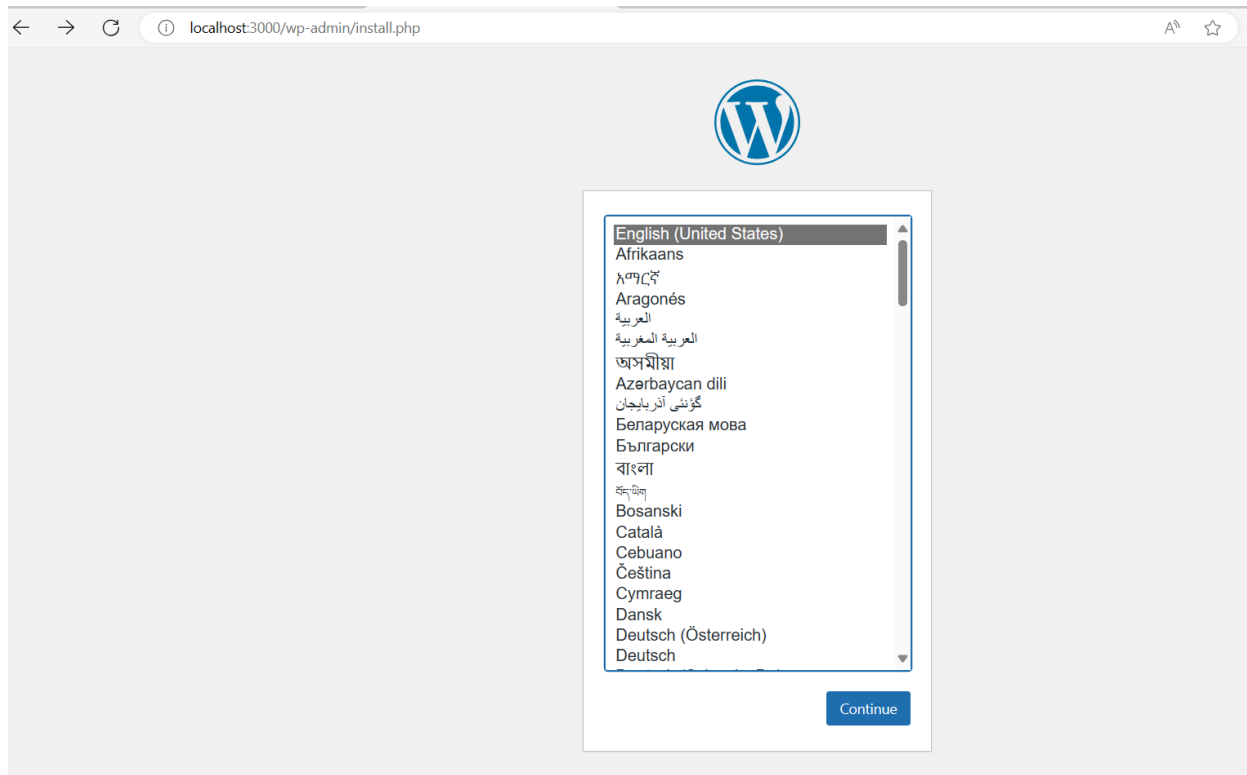 localhost:3000/wp-admin/install.php
English (United States)
Afrikaans
አማርኛ
Aragonés
العربية
العربية المغربية
অসমীয়া
Azərbaycan dili
گؤنئی آذربایجان
Беларуская мова
Български
বাংলা
བོད་ཡིག
Bosanski
Català
Cebuano
Čeština
Cymraeg
Dansk
Deutsch (Österreich)
Deutsch
Continue